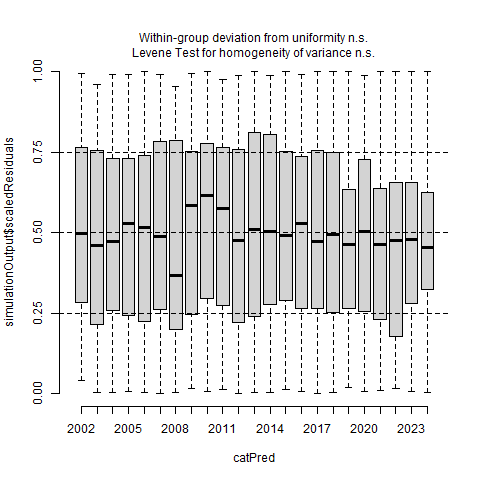 Within-group deviation from uniformity n.s.
Levene Test for homogeneity of variance n.s.
simulationOutput$scaledResiduals
1.00
0.75
0.50
0.25
0.00
2002 2005 2008 2011 2014 2017 2020 2023
catPred